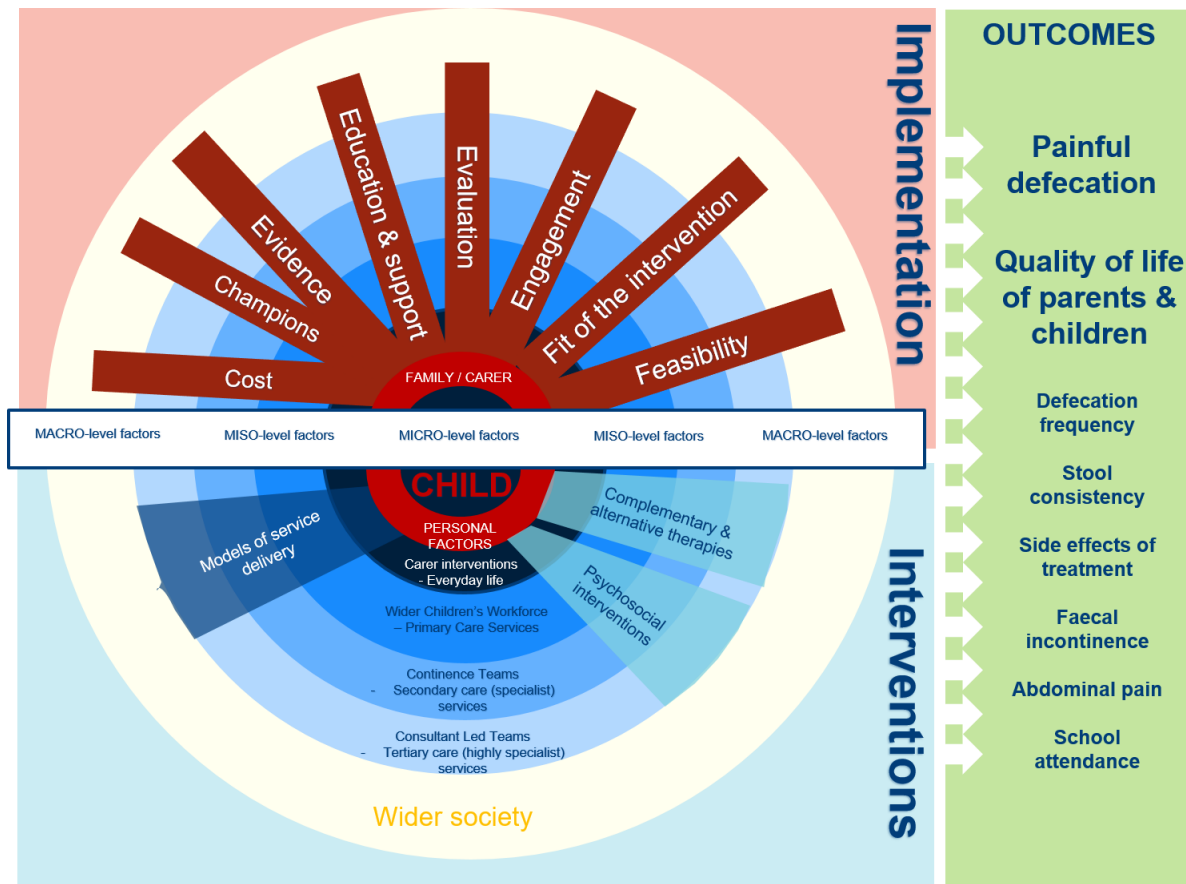 Implementation
Cost
Champions
Evidence
Education & support
Evaluation
Engagement
Fit of the intervention
Feasibility
FAMILY / CARER
MACRO-level factors
MISO-level factors
MICRO-level factors
MISO-level factors
MACRO-level factors
CHILD
PERSONAL
FACTORS
Carer interventions
- Everyday life
Wider Children's Workforce
– Primary Care Services
Continence Teams
- Secondary care (specialist)
services
Consultant Led Teams
- Tertiary care (highly specialist)
services
Wider society
Models of service
delivery
Complementary &
alternative therapies
Psychosocial
interventions
Interventions
OUTCOMES
Painful
defecation
Quality of life
of parents &
children
Defecation
frequency
Stool
consistency
Side effects of
treatment
Faecal
incontinence
Abdominal pain
School
attendance